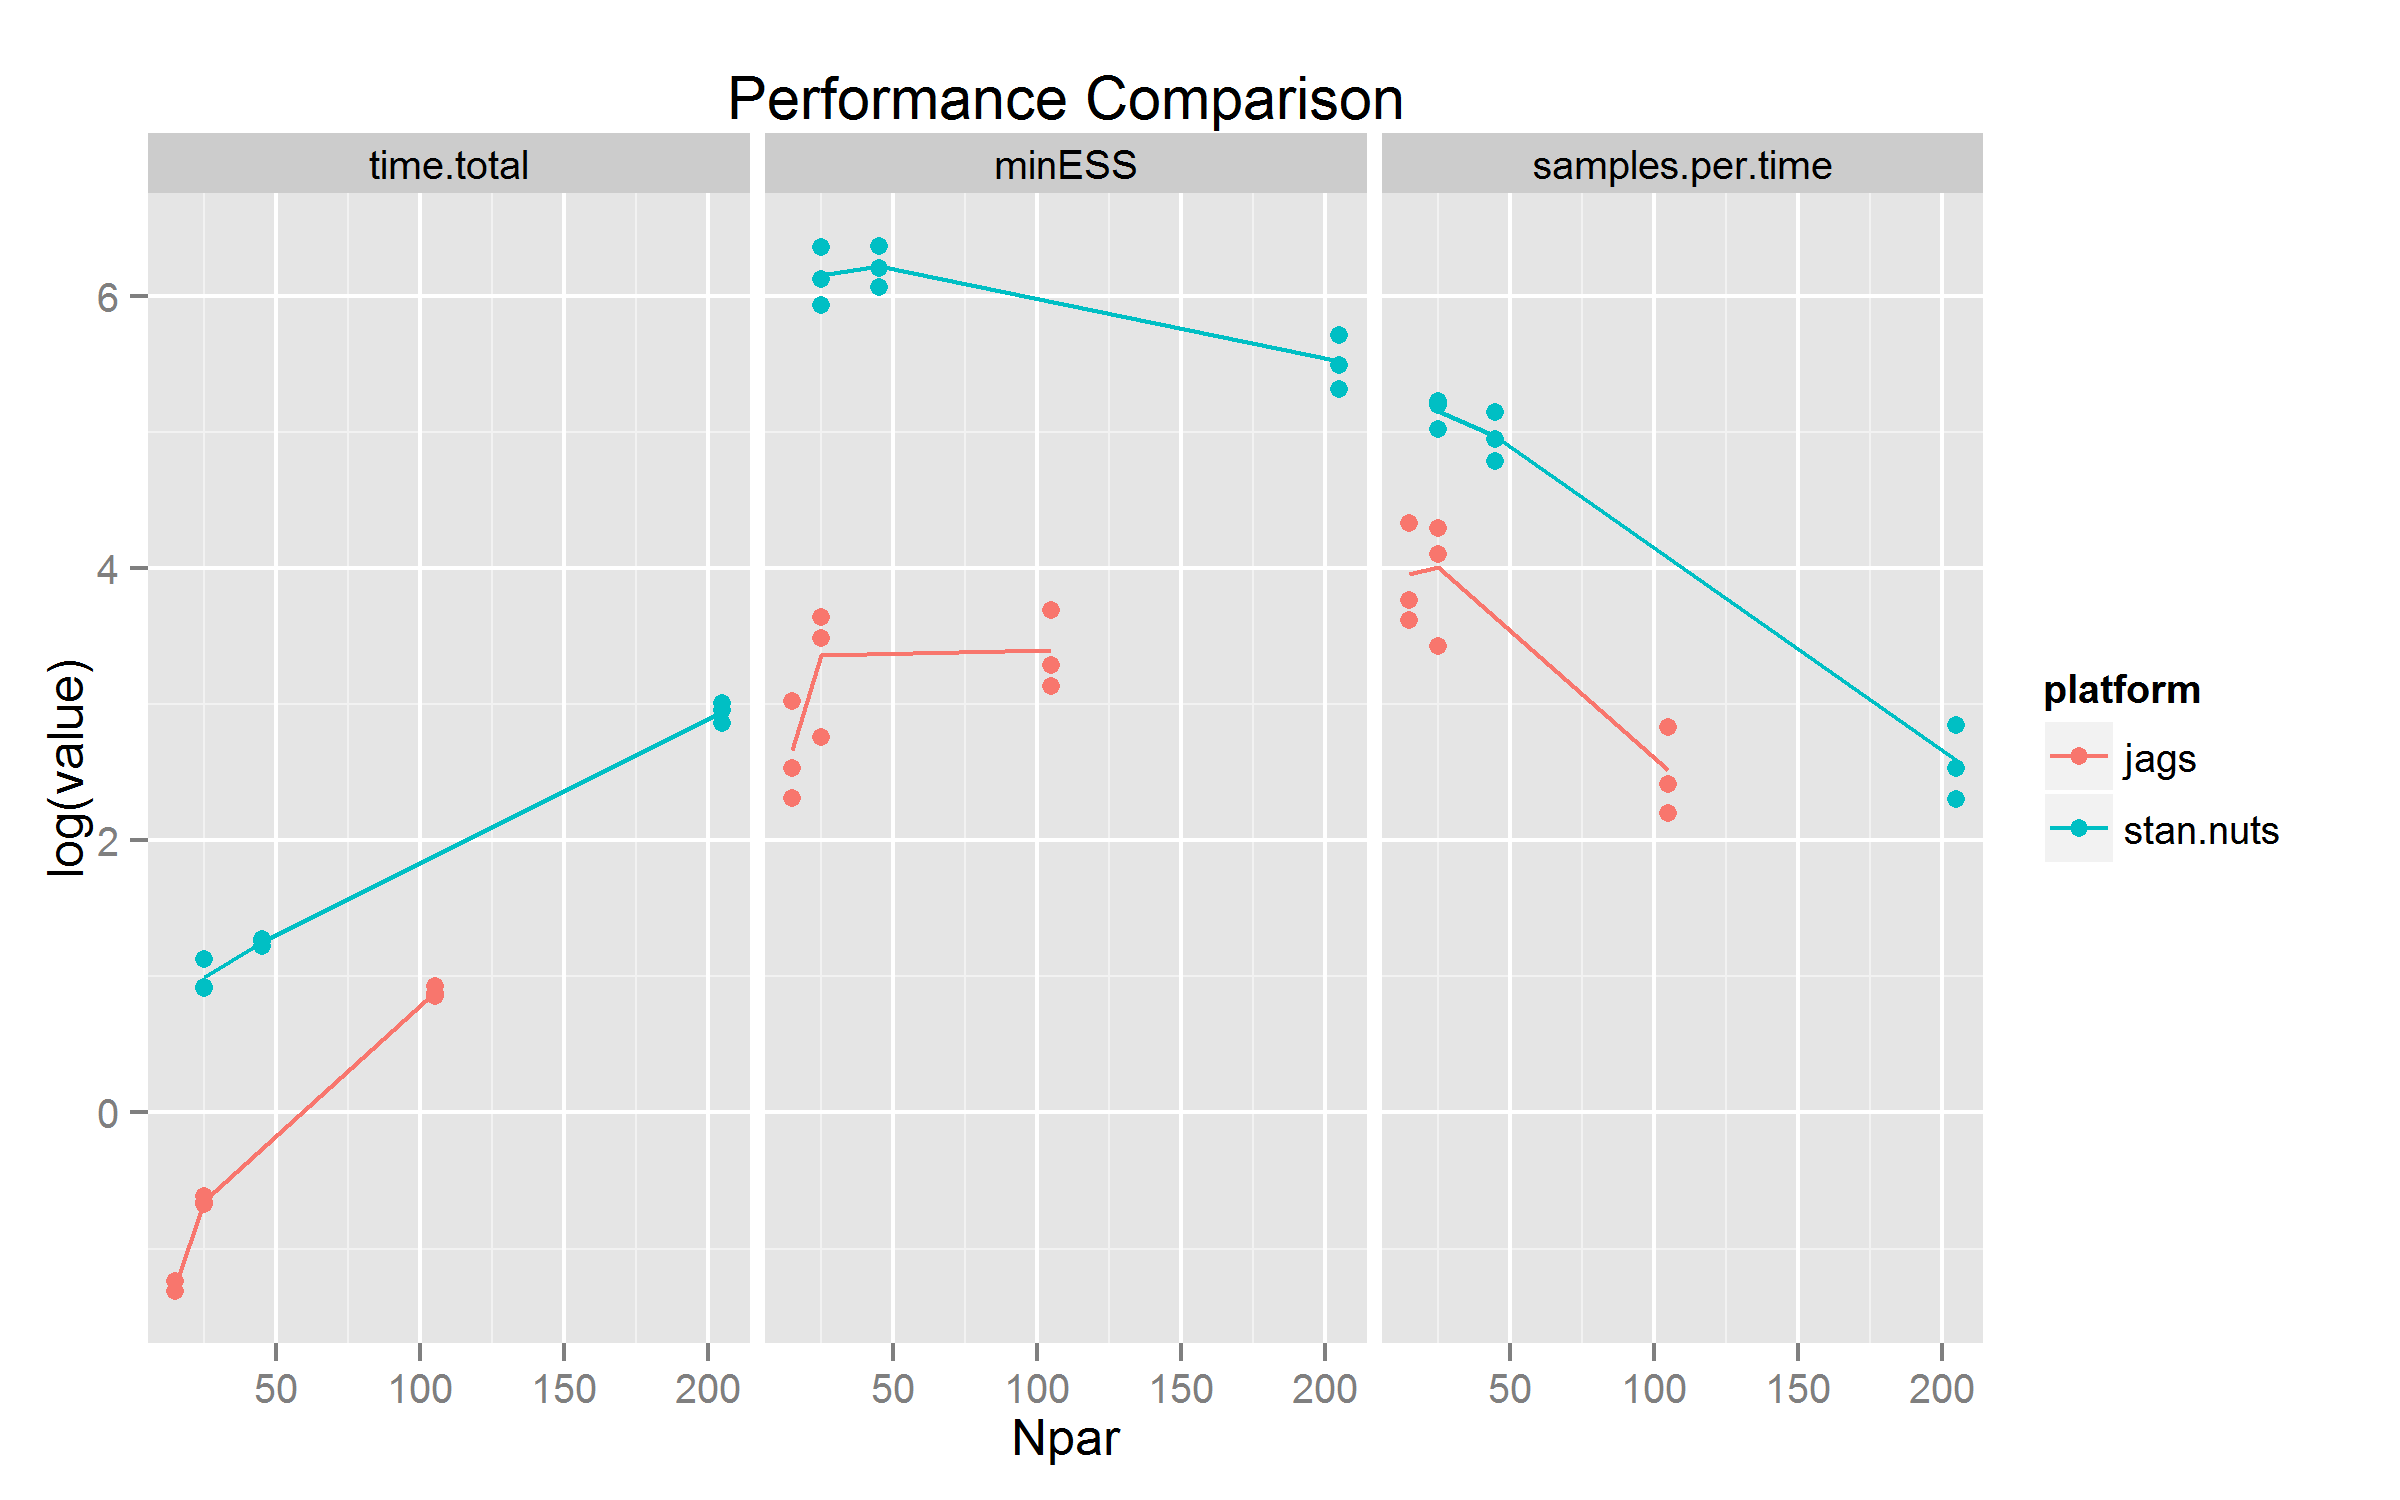 Performance Comparison
time.total minESS samples.per.time
6
4
2
0
log(value)
50 100 150 200 50 100 150 200 50 100 150 200
Npar
platform
jags
stan.nuts